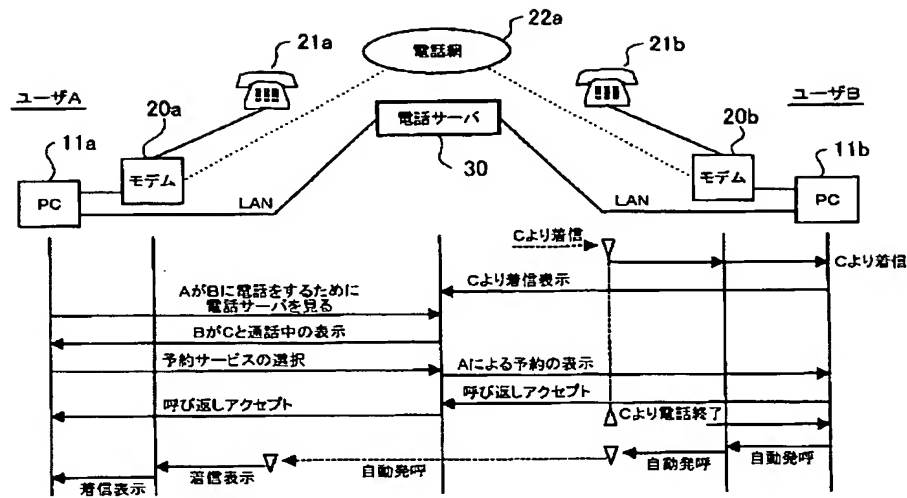 22a
電話網
21a
21b
ユーザA
ユーザB
20a
電話サーバ
20b
11a
30
11b
モデム
モデム
PC
LAN
LAN
PC
Cより着信
Cより着信
Cより着信表示
AがBに電話をするために
電話サーバを見る
BがCと通話中の表示
予約サービスの選択
Aによる予約の表示
呼び返しアクセプト
呼び返しアクセプト
Cより電話終了
着信表示
着信表示
自動発呼
自動発呼
自動発呼